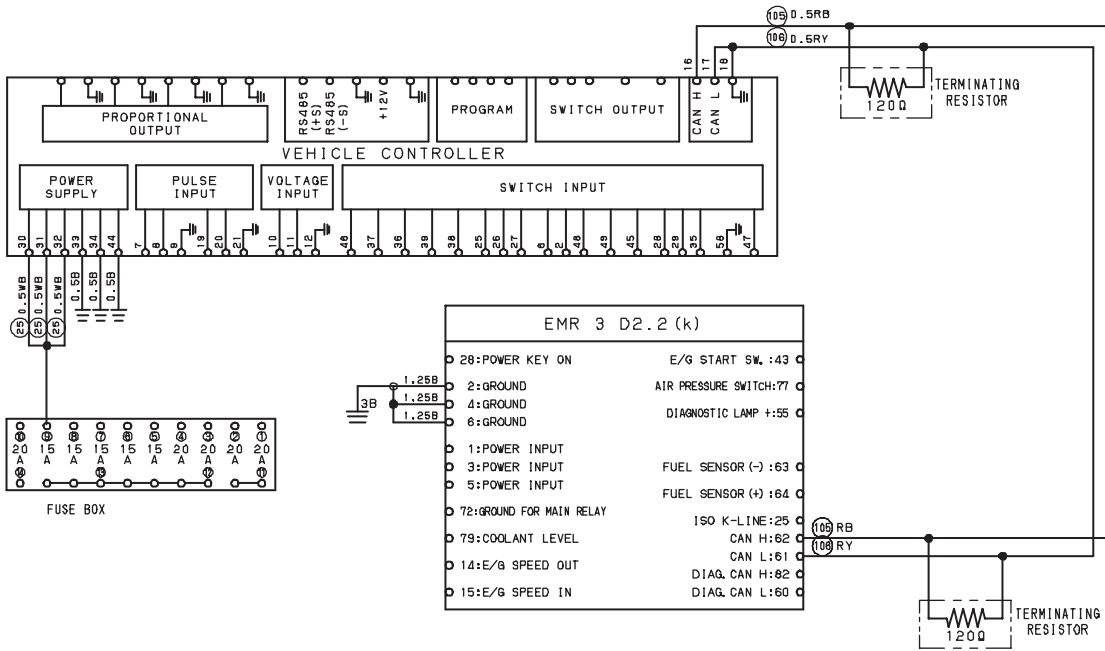 105 0.5RB
106 0.5RY
16 17 18
CAN H
CAN L
TERMINATING
RESISTOR
120Ω
PROPORTIONAL
OUTPUT
RS485
(+S)
RS485
(-S)
+12V
PROGRAM
SWITCH OUTPUT
VEHICLE CONTROLLER
POWER
SUPPLY
PULSE
INPUT
VOLTAGE
INPUT
SWITCH INPUT
30 31 32 33 34 44 7 8 9 19 20 21 10 11 12 46 37 36 39 38 25 26 27 6 2 48 49 45 28 29 35 58 47
0.5WB 0.5WB 0.5WB 0.5B 0.5B 0.5B
25 25 25
EMR 3 D2.2(k)
28:POWER KEY ON
E/G START SW.:43
1.25B
2:GROUND
AIR PRESSURE SWITCH:77
3B
1.25B
4:GROUND
DIAGNOSTIC LAMP +:55
1.25B
6:GROUND
1:POWER INPUT
3:POWER INPUT
FUEL SENSOR(-):63
5:POWER INPUT
FUEL SENSOR(+):64
72:GROUND FOR MAIN RELAY
ISO K-LINE:25
105 RB
79:COOLANT LEVEL
CAN H:62
106 RY
CAN L:61
14:E/G SPEED OUT
DIAG.CAN H:82
15:E/G SPEED IN
DIAG.CAN L:60
⑩ ⑨ ⑧ ⑦ ⑥ ⑤ ④ ③ ② ①
20 15 15 15 15 15 20 20 20 20
A A A A A A A A A A
⑭ ⑬ ⑫ ⑪
FUSE BOX
TERMINATING
RESISTOR
120Ω